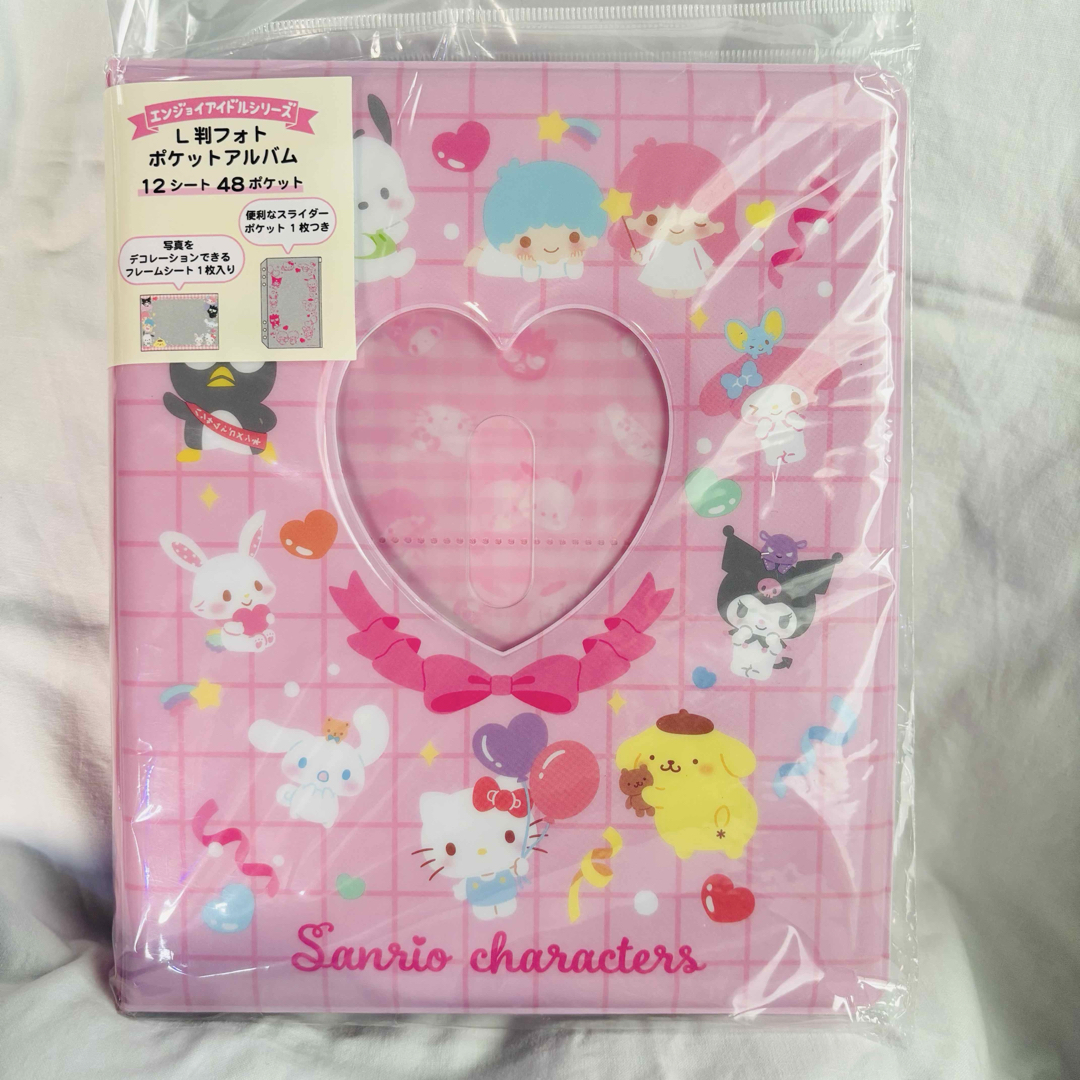 エンジョイアイドルシリーズ
L判フォト
ポケットアルバム
12シート 48ポケット
便利なスライダー
ポケット1枚つき
写真を
デコレーションできる
フレームシート1枚入り
Sanrio characters